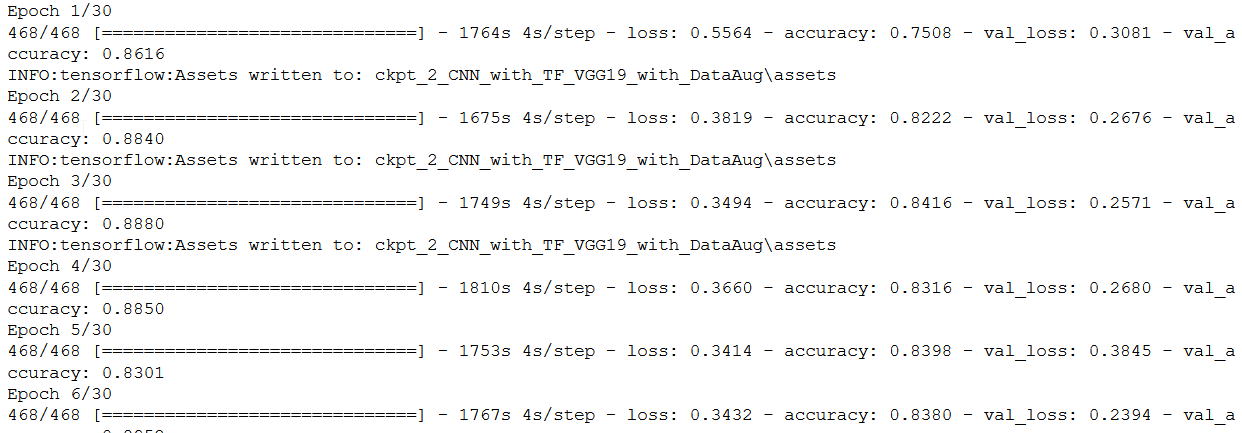 Epoch 1/30
468/468 [==============================] - 1764s 4s/step - loss: 0.5564 - accuracy: 0.7508 - val_loss: 0.3081 - val_a
ccuracy: 0.8616
INFO:tensorflow:Assets written to: ckpt_2_CNN_with_TF_VGG19_with_DataAug\assets
Epoch 2/30
468/468 [==============================] - 1675s 4s/step - loss: 0.3819 - accuracy: 0.8222 - val_loss: 0.2676 - val_a
ccuracy: 0.8840
INFO:tensorflow:Assets written to: ckpt_2_CNN_with_TF_VGG19_with_DataAug\assets
Epoch 3/30
468/468 [==============================] - 1749s 4s/step - loss: 0.3494 - accuracy: 0.8416 - val_loss: 0.2571 - val_a
ccuracy: 0.8880
INFO:tensorflow:Assets written to: ckpt_2_CNN_with_TF_VGG19_with_DataAug\assets
Epoch 4/30
468/468 [==============================] - 1810s 4s/step - loss: 0.3660 - accuracy: 0.8316 - val_loss: 0.2680 - val_a
ccuracy: 0.8850
Epoch 5/30
468/468 [==============================] - 1753s 4s/step - loss: 0.3414 - accuracy: 0.8398 - val_loss: 0.3845 - val_a
ccuracy: 0.8301
Epoch 6/30
468/468 [==============================] - 1767s 4s/step - loss: 0.3432 - accuracy: 0.8380 - val_loss: 0.2394 - val_a